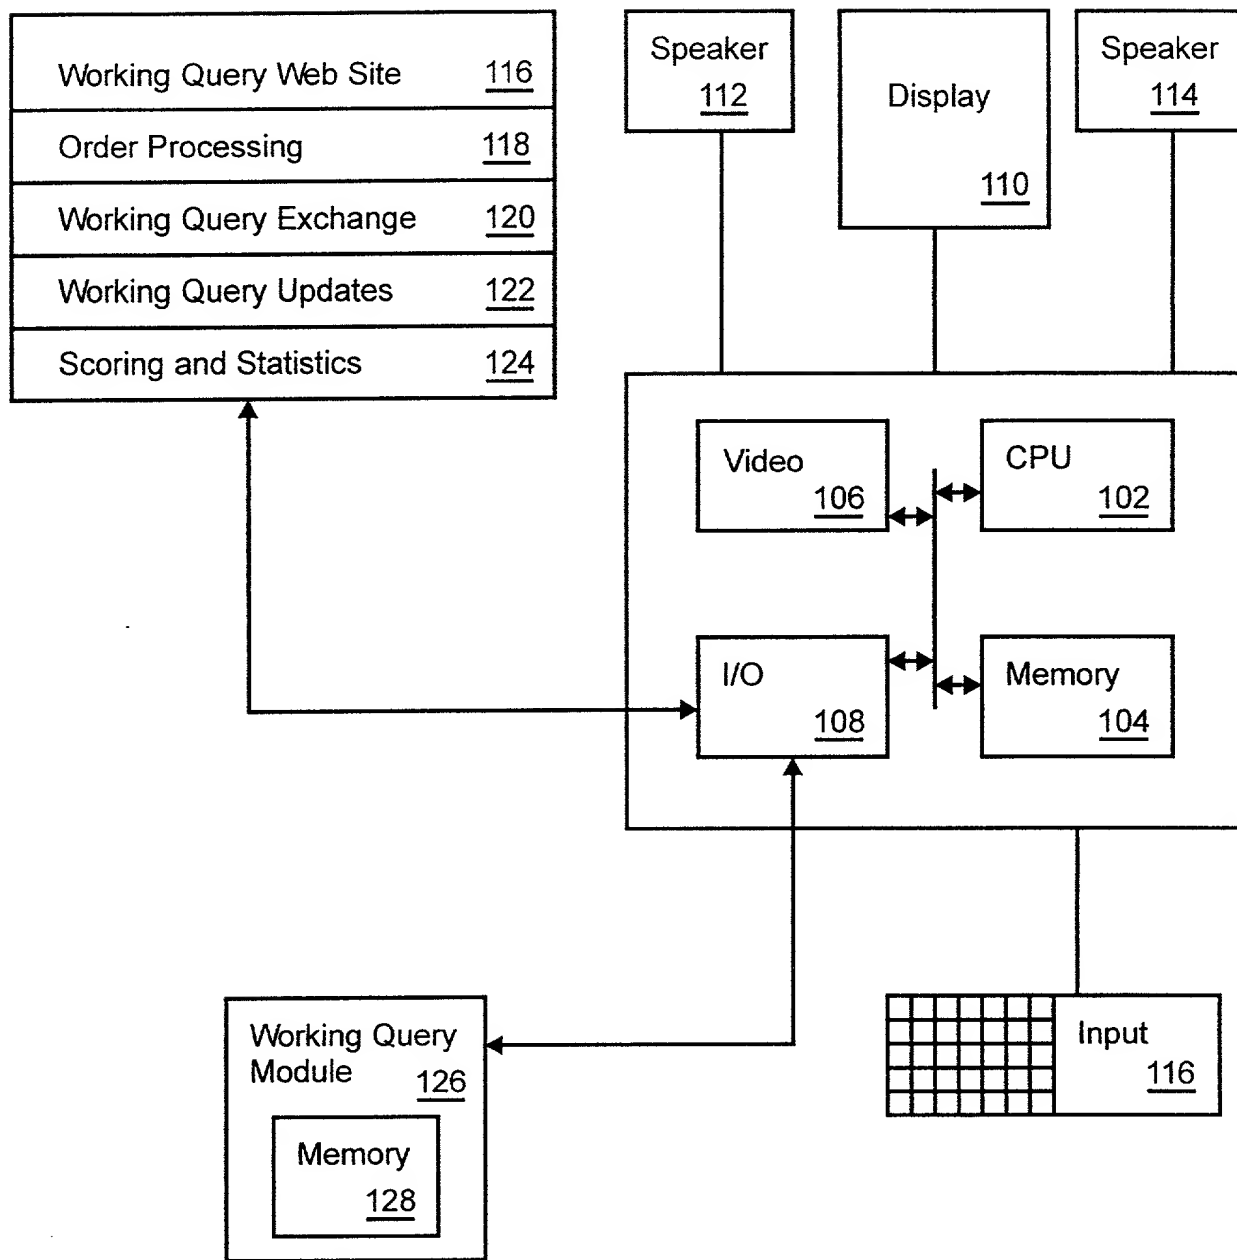 Working Query Web Site 116
Order Processing 118
Working Query Exchange 120
Working Query Updates 122
Scoring and Statistics 124
Speaker
112
Display
110
Speaker
114
Video
106
CPU
102
I/O
108
Memory
104
Working Query
Module 126
Memory
128
Input
116